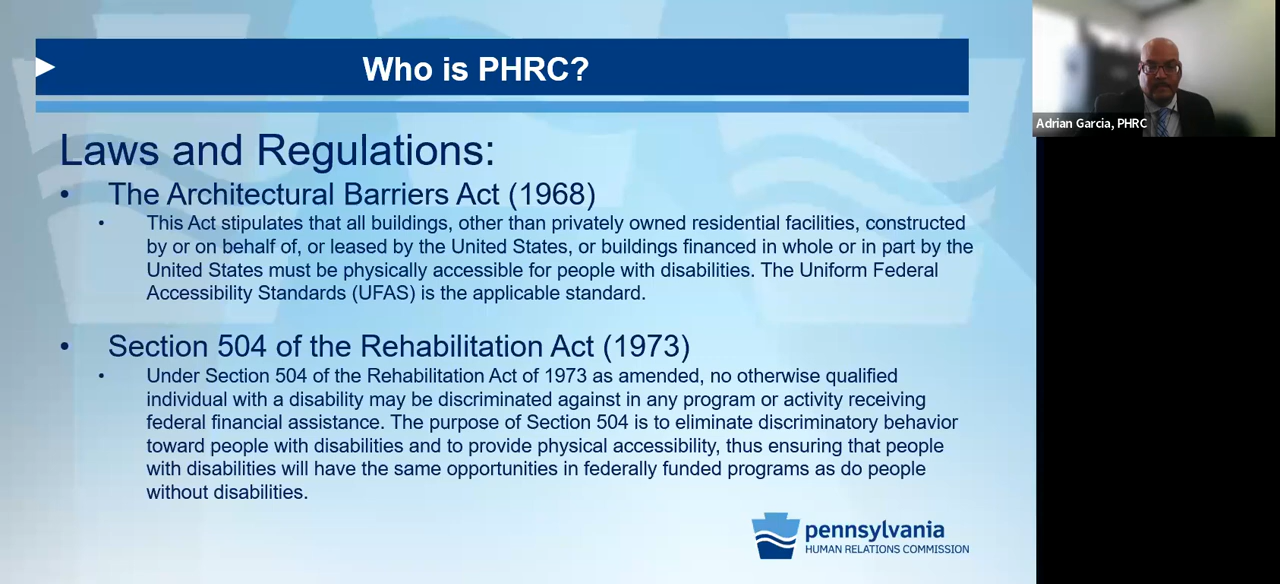 Who is PHRC?
Laws and Regulations:
• The Architectural Barriers Act (1968)
• This Act stipulates that all buildings, other than privately owned residential facilities, constructed
by or on behalf of, or leased by the United States, or buildings financed in whole or in part by the
United States must be physically accessible for people with disabilities. The Uniform Federal
Accessibility Standards (UFAS) is the applicable standard.
• Section 504 of the Rehabilitation Act (1973)
• Under Section 504 of the Rehabilitation Act of 1973 as amended, no otherwise qualified
individual with a disability may be discriminated against in any program or activity receiving
federal financial assistance. The purpose of Section 504 is to eliminate discriminatory behavior
toward people with disabilities and to provide physical accessibility, thus ensuring that people
with disabilities will have the same opportunities in federally funded programs as do people
without disabilities.
pennsylvania
HUMAN RELATIONS COMMISSION
Adrian Garcia, PHRC